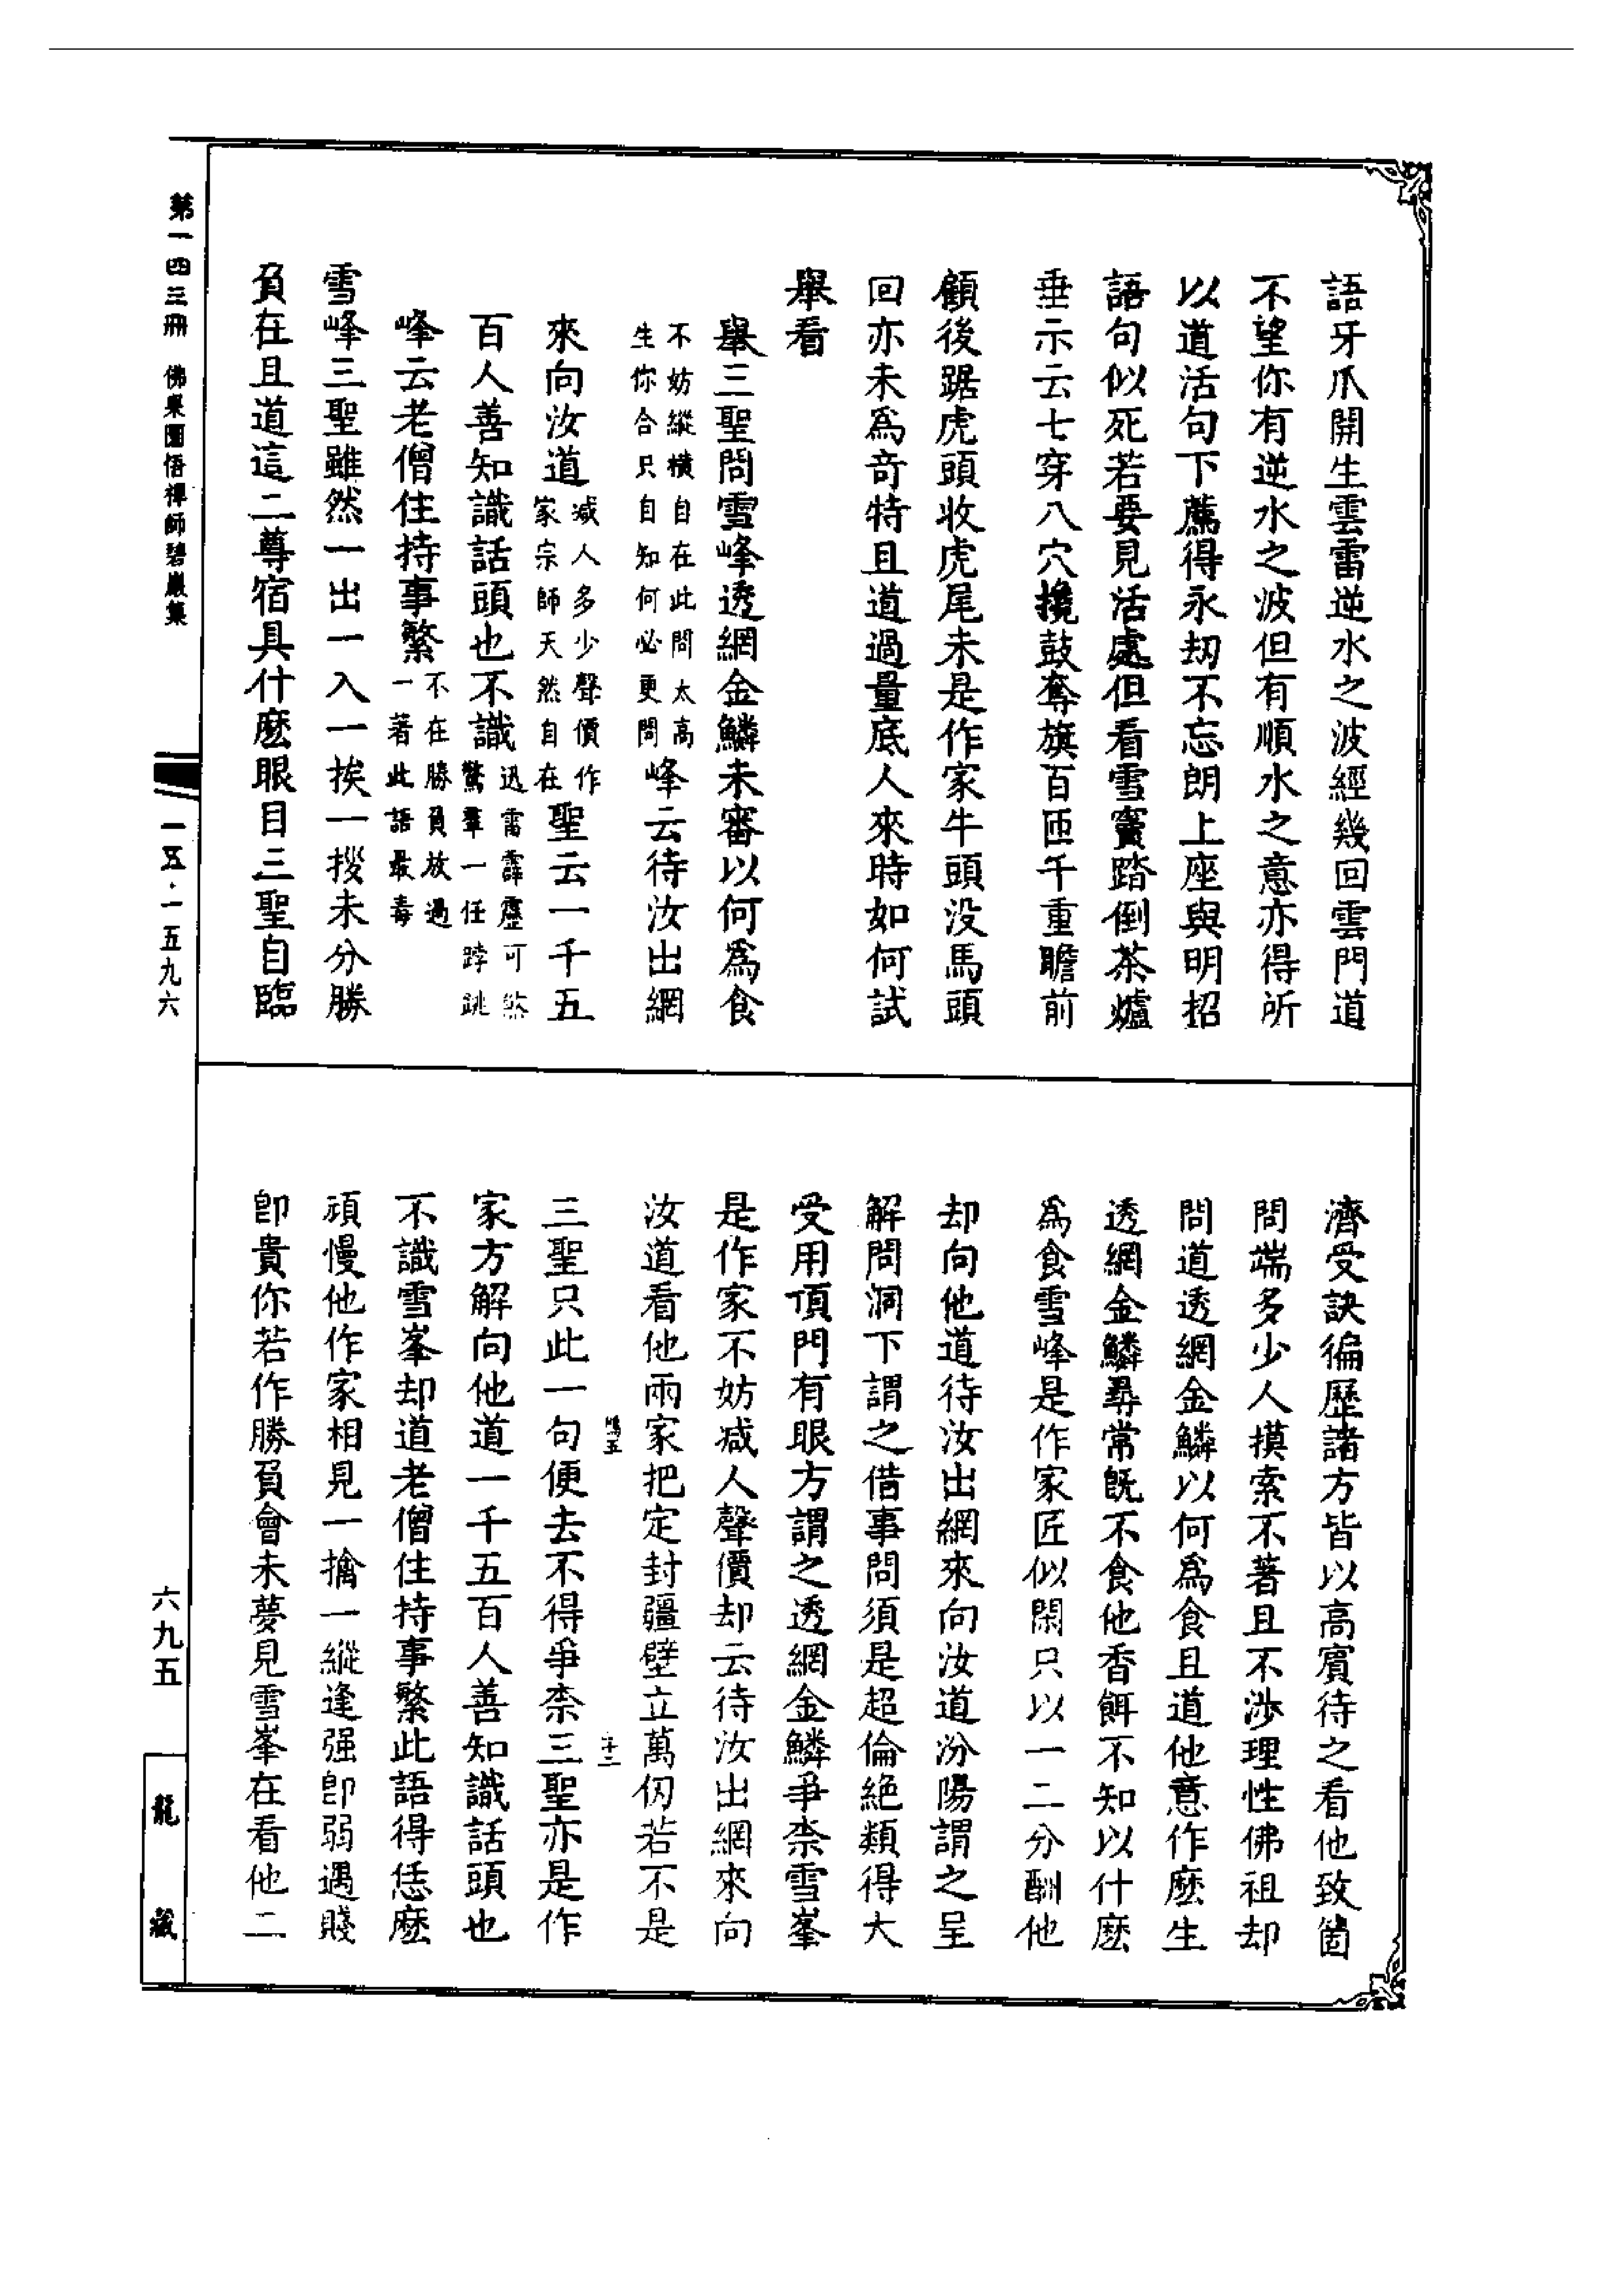 語牙爪開生雲雷逆水之波經幾回雲門道
不望你有逆水之波但有順水之意亦得所
以道活句下薦得永劫不忘朗上座與明招
語句似死若要見活處但看雪竇踏倒茶爐
垂示云七穿八穴攙鼓奪旗百匝千重瞻前
顧後踞虎頭收虎尾未是作家牛頭没馬頭
回亦未爲竒特且道過量底人來時如何試
舉看
舉三聖問雪峰透網金鱗未審以何爲食
不妨縱橫自在此問太高
生你合只自知何必更問
峰云待汝出網
來向汝道
减人多少聲價作
家宗師天然自在
聖云一千五
百人善知識話頭也不識
迅雷霹靂可煞
驚羣一任𨁝跳
峰云老僧住持事繁
不在勝負放過
一著此語最毒
雪峰三聖雖然一出一入一挨一拶未分勝
負在且道這二尊宿具什麽眼目三聖自臨
第一四三冊 佛果圜悟禪師碧巖集
一五·一五九六
濟受訣徧歷諸方皆以高賓待之看他致箇
問端多少人摸索不著且不涉理性佛祖却
問道透網金鱗以何爲食且道他意作麽生
透網金鱗尋常旣不食他香餌不知以什麽
爲食雪峰是作家匠似閑只以一二分酬他
却向他道待汝出網來向汝道汾陽謂之呈
解問洞下謂之借事問須是超倫絶類得大
受用頂門有眼方謂之透網金鱗爭柰雪峯
是作家不妨减人聲價却云待汝出網來向
汝道看他兩家把定封疆壁立萬仞若不是
三聖只此一句便去不得爭柰三聖亦是作
家方解向他道一千五百人善知識話頭也
不識雪峯却道老僧住持事繁此語得恁麽
頑慢他作家相見一擒一縱逢强卽弱遇賤
卽貴你若作勝負會未夢見雪峯在看他二
六九五
龍藏